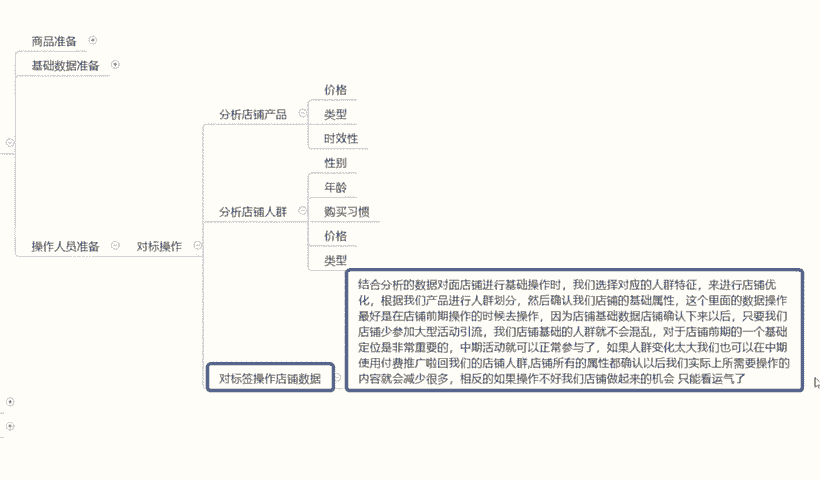 商品准备
基础数据准备
价格
分析店铺产品
类型
时效性
性别
年龄
分析店铺人群
购买习惯
价格
操作人员准备
对标操作
类型
结合分析的数据对面店铺进行基础操作时，我们选择对应的人群特征，来进行店铺优
化，根据我们产品进行人群划分，然后确认我们店铺的基础属性，这个里面的数据操作
最好是在店铺前期操作的时候去操作，因为店铺基础数据店铺确认下来以后，只要我们
店铺少参加大型活动引流，我们店铺基础的人群就不会混乱，对于店铺前期的一个基础
定位是非常重要的，中期活动就可以正常参与了，如果人群变化太大我们也可以在中期
使用付费推广啦回我们的店铺人群,店铺所有的属性都确认以后我们实际上所需要操作的
内容就会减少很多，相反的如果操作不好我们店铺做起来的机会 只能看运气了
对标签操作店铺数据